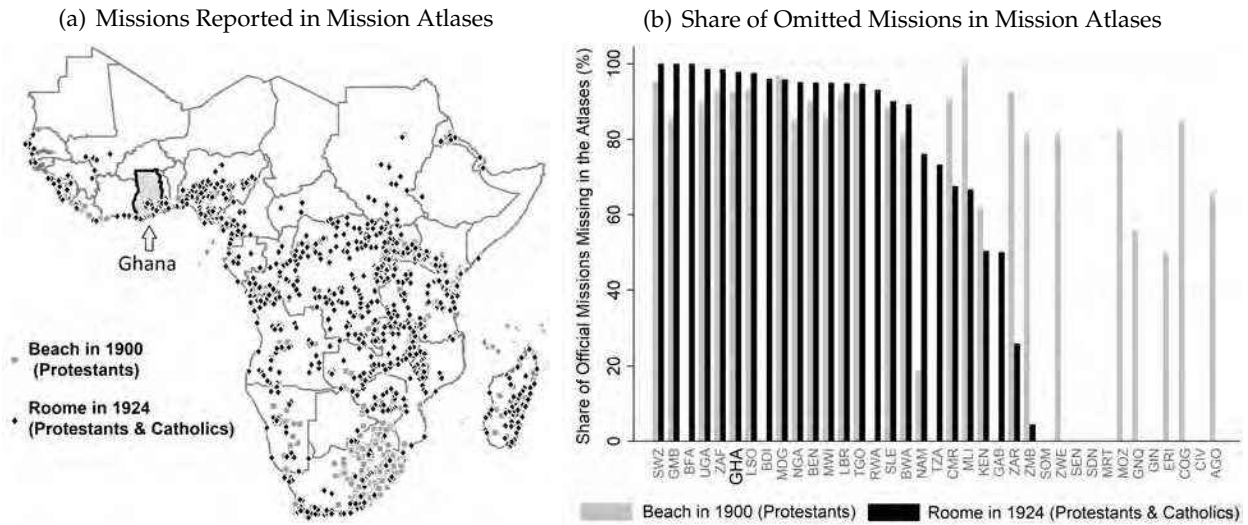 (a) Missions Reported in Mission Atlases
Ghana
Beach in 1900
(Protestants)
Roome in 1924
(Protestants & Catholics)
(b) Share of Omitted Missions in Mission Atlases
Share of Official Missions Missing in the Atlases (%)
100
80
60
40
20
0
SWZ
GMB
BFA
UGA
ZAF
GHA
LSO
BDI
MDG
NGA
BEN
MWI
LBR
TGO
RWA
SLE
BWA
NAM
TZA
CMR
MLI
KEN
GAB
ZAR
ZMB
SOM
ZWE
SEN
SDN
MRT
MOZ
GNQ
GIN
ERI
COG
CIV
AGO
Beach in 1900 (Protestants)
Roome in 1924 (Protestants & Catholics)